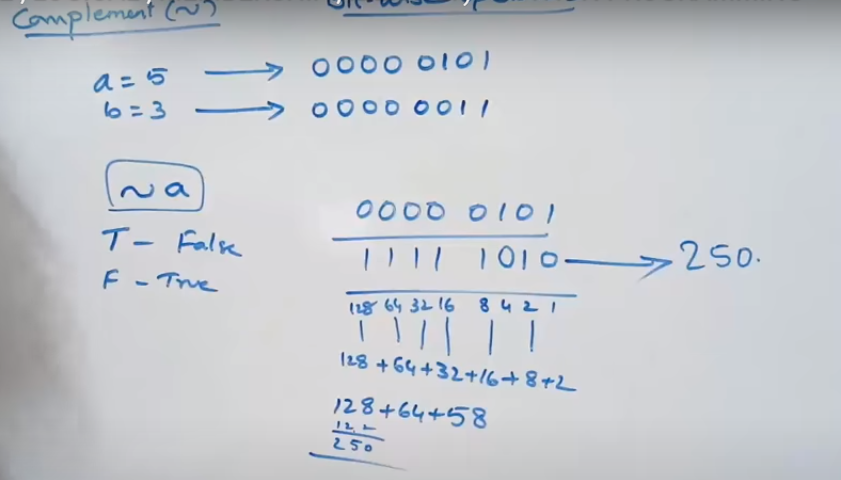 Complement (~)
a = 5 → 0000 0101
b = 3 → 0000 0011
~a
T - False
F - True
0000 0101
1111 1010 → 250.
128 64 32 16 8 4 2 1
128 + 64 + 32 + 16 + 8 + 2
128 + 64 + 58
250